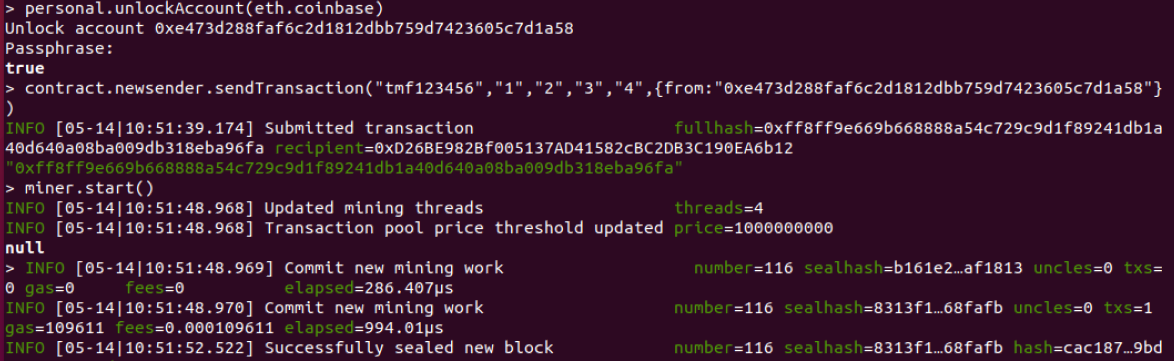 > personal.unlockAccount(eth.coinbase)
Unlock account 0xe473d288faf6c2d1812dbb759d7423605c7d1a58
Passphrase:
true
> contract.newsender.sendTransaction("tmf123456","1","2","3","4",{from:"0xe473d288faf6c2d1812dbb759d7423605c7d1a58"}
)
INFO [05-14|10:51:39.174] Submitted transaction fullhash=0xff8ff9e669b668888a54c729c9d1f89241db1a
40d640a08ba009db318eba96fa recipient=0xD26BE982Bf005137AD41582cBC2DB3C190EA6b12
"0xff8ff9e669b668888a54c729c9d1f89241db1a40d640a08ba009db318eba96fa"
> miner.start()
INFO [05-14|10:51:48.968] Updated mining threads threads=4
INFO [05-14|10:51:48.968] Transaction pool price threshold updated price=1000000000
null
> INFO [05-14|10:51:48.969] Commit new mining work number=116 sealhash=b161e2…af1813 uncles=0 txs=
0 gas=0 fees=0 elapsed=286.407µs
INFO [05-14|10:51:48.970] Commit new mining work number=116 sealhash=8313f1…68fafb uncles=0 txs=1
gas=109611 fees=0.000109611 elapsed=994.01µs
INFO [05-14|10:51:52.522] Successfully sealed new block number=116 sealhash=8313f1…68fafb hash=cac187…9bd